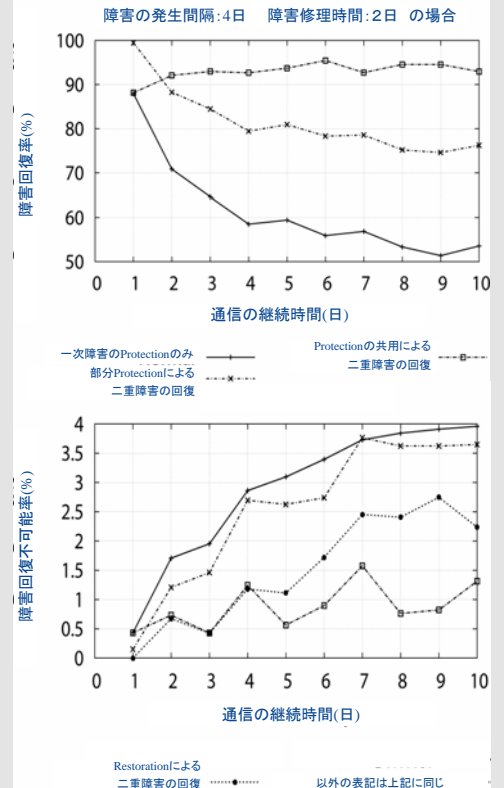 障害の発生間隔:4日 障害修理時間:2日 の場合
100
90
80
70
60
50
障害回復率(%)
0 1 2 3 4 5 6 7 8 9 10
通信の継続時間(日)
一次障害のProtectionのみ
部分Protectionによる
二重障害の回復
Protectionの共用による
二重障害の回復
4
3.5
3
2.5
2
1.5
1
0.5
0
障害回復不可能率(%)
0 1 2 3 4 5 6 7 8 9 10
通信の継続時間(日)
Restorationによる
二重障害の回復
以外の表記は上記に同じ